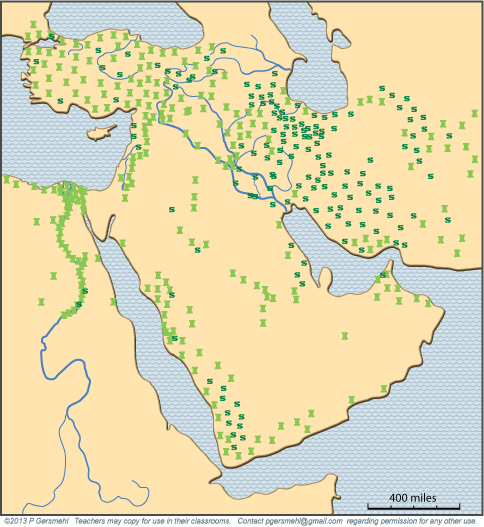 400 miles
©2013 P Gersmehl Teachers may copy for use in their classrooms. Contact pgersmehl@gmail.com regarding permission for any other use.